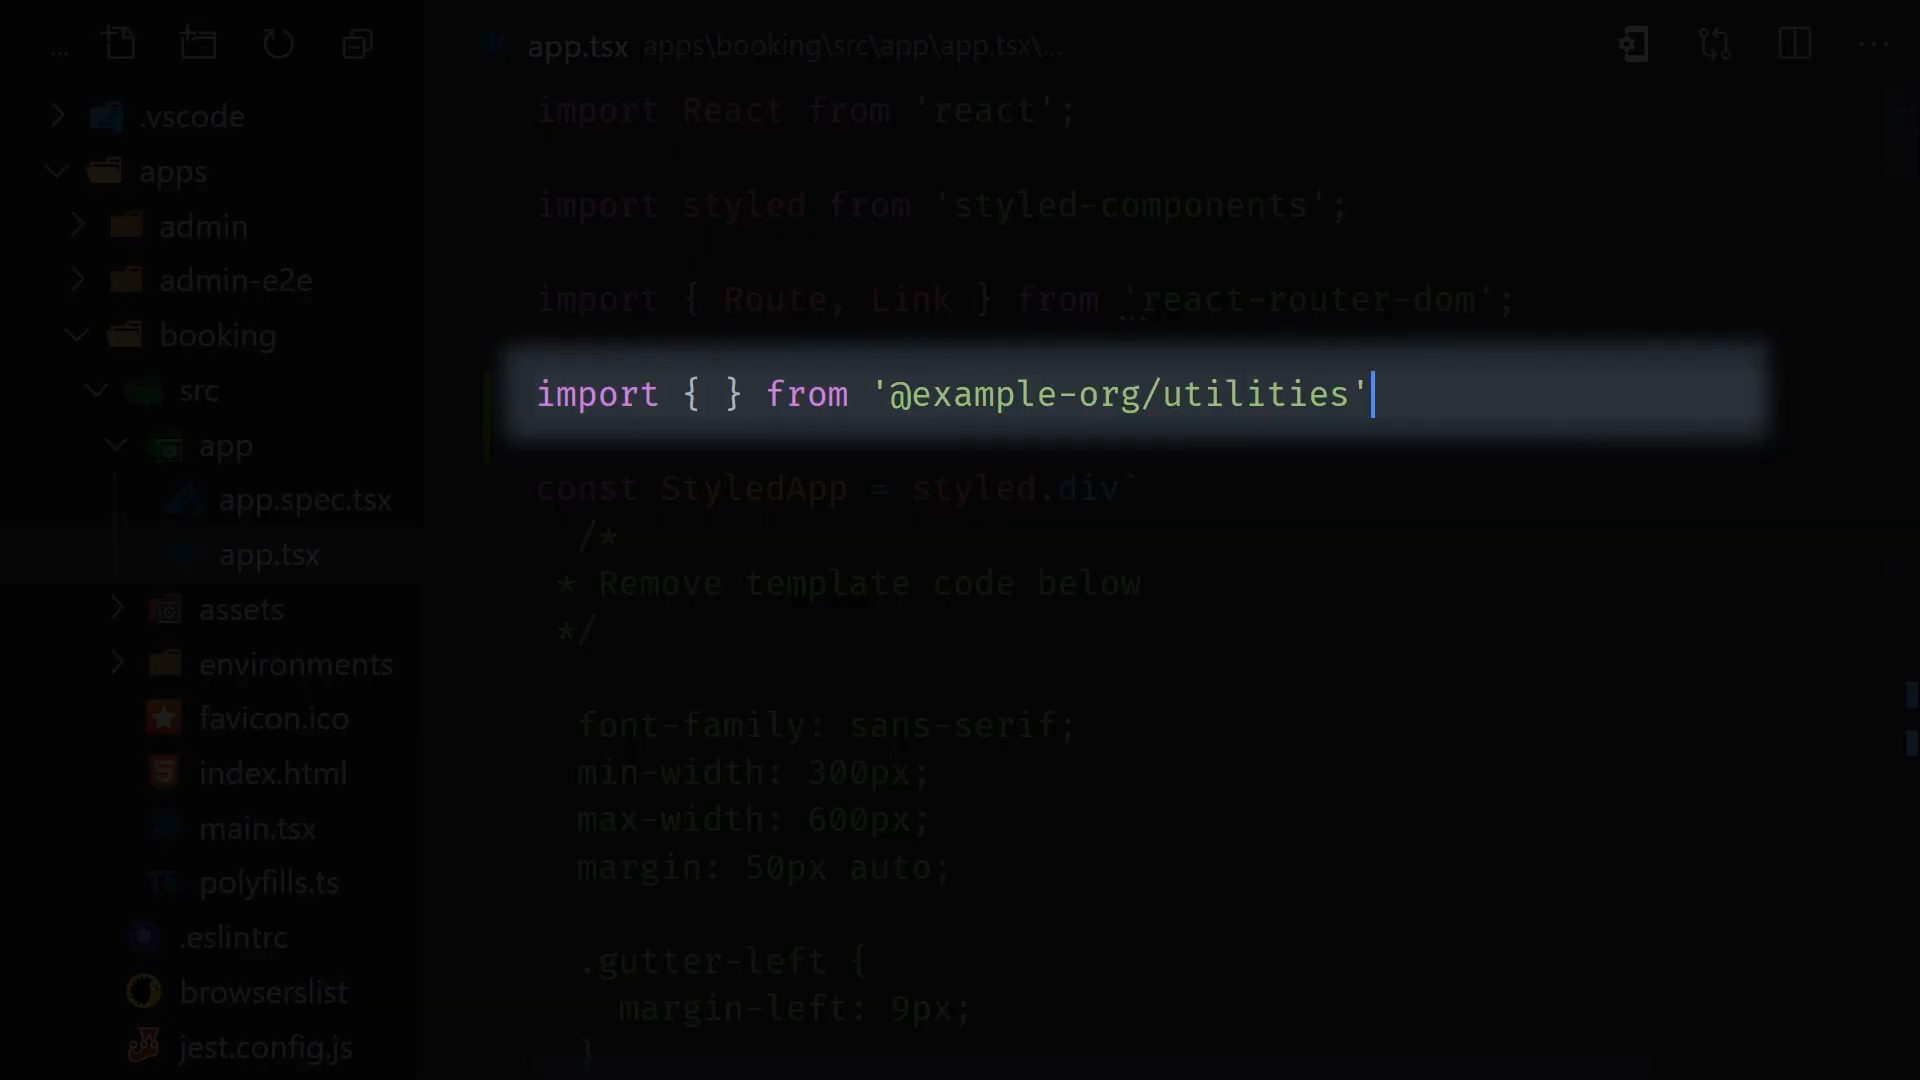 ...
.vscode
apps
admin
admin-e2e
booking
src
app
app.spec.tsx
app.tsx
assets
environments
favicon.ico
index.html
main.tsx
polyfills.ts
.eslintrc
browserslist
jest.config.js
app.tsx apps\booking\src\app\app.tsx\...
import React from 'react';
import styled from 'styled-components';
import { Route, Link } from 'react-router-dom';
import { } from '@example-org/utilities'
const StyledApp = styled.div`
/*
* Remove template code below
*/
font-family: sans-serif;
min-width: 300px;
max-width: 600px;
margin: 50px auto;
.gutter-left {
margin-left: 9px;
}